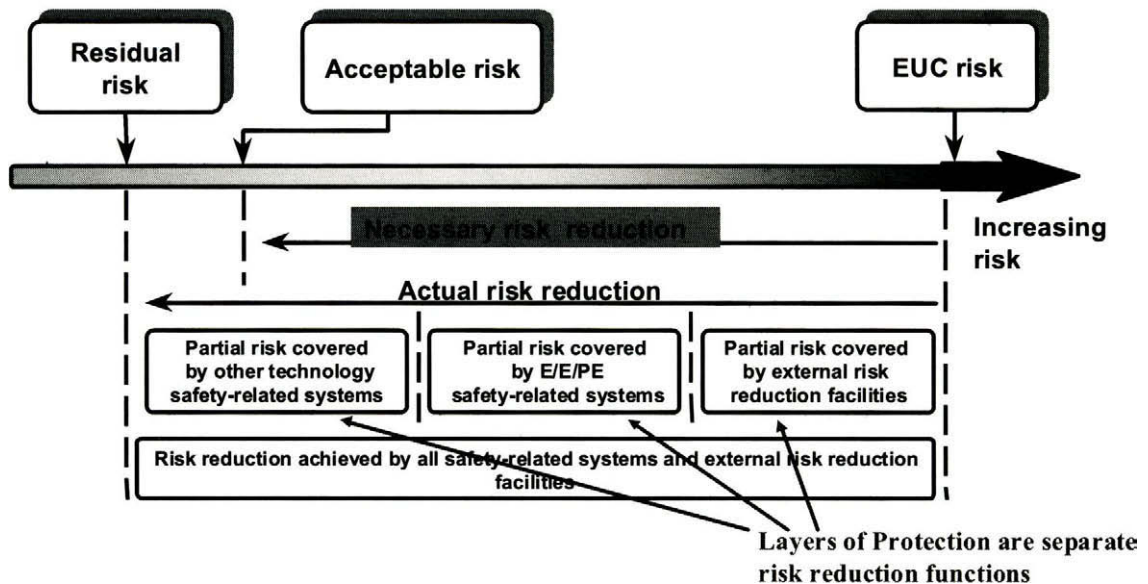 Residual
risk
Acceptable risk
EUC risk
Increasing
risk
Necessary risk reduction
Actual risk reduction
Partial risk covered
by other technology
safety-related systems
Partial risk covered
by E/E/PE
safety-related systems
Partial risk covered
by external risk
reduction facilities
Risk reduction achieved by all safety-related systems and external risk reduction
facilities
Layers of Protection are separate
risk reduction functions